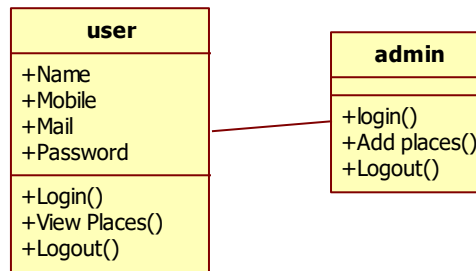 user
+Name
+Mobile
+Mail
+Password
+Login()
+View Places()
+Logout()
admin
+login()
+Add places()
+Logout()